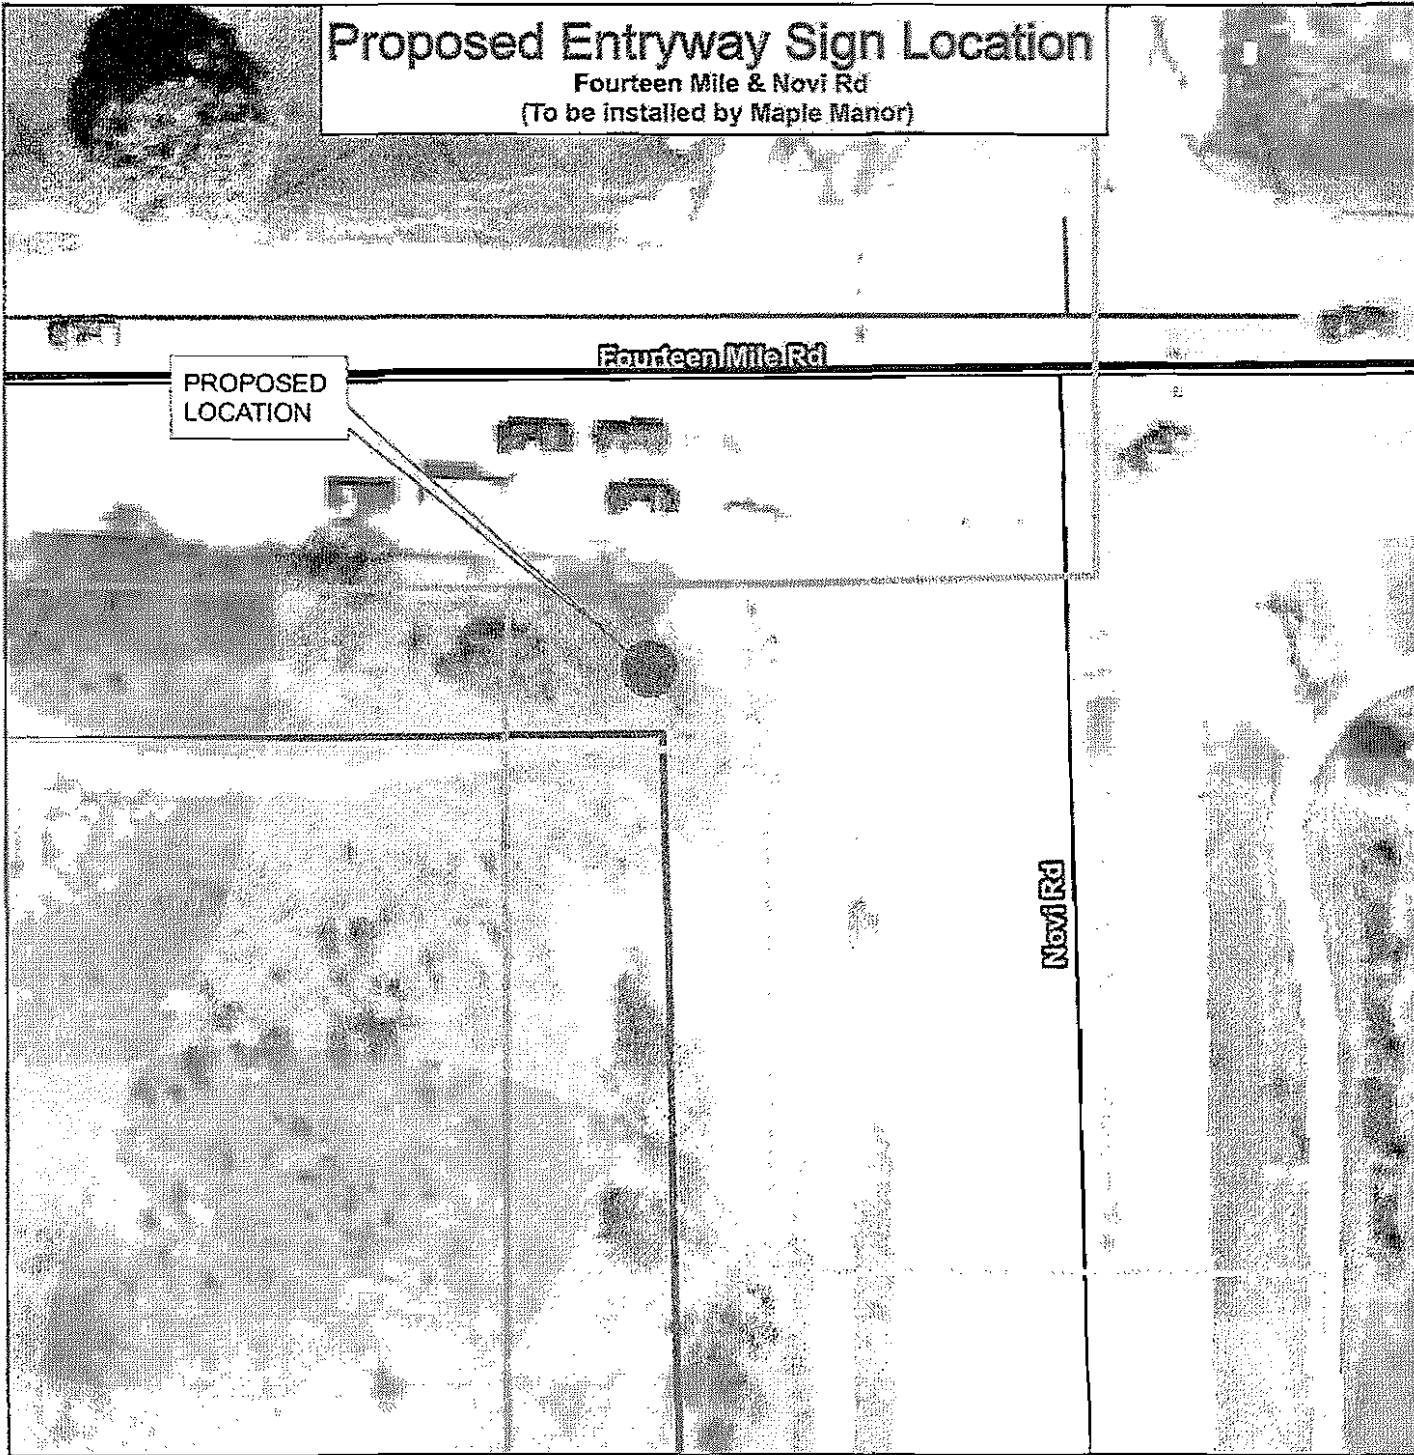 Proposed Entryway Sign Location
Fourteen Mile & Novi Rd
(To be installed by Maple Manor)
Fourteen Mile Rd
PROPOSED
LOCATION
Novi Rd